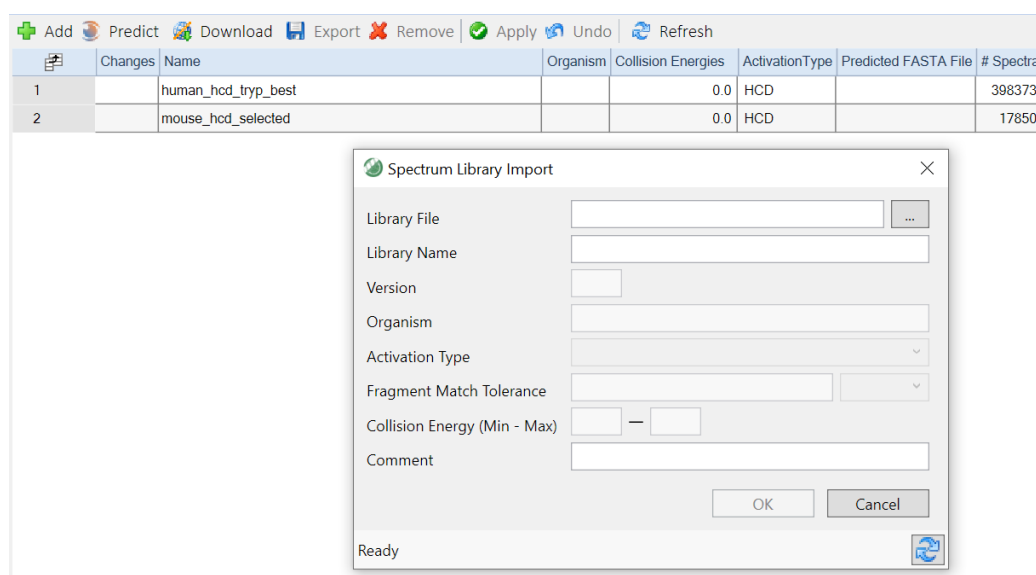 Add Predict Download Export Remove Apply Undo Refresh
Changes Name Organism Collision Energies ActivationType Predicted FASTA File # Spectra
1 human_hcd_tryp_best 0.0 HCD 398373
2 mouse_hcd_selected 0.0 HCD 17850
Spectrum Library Import
Library File ...
Library Name
Version
Organism
Activation Type
Fragment Match Tolerance
Collision Energy (Min - Max) —
Comment
OK Cancel
Ready